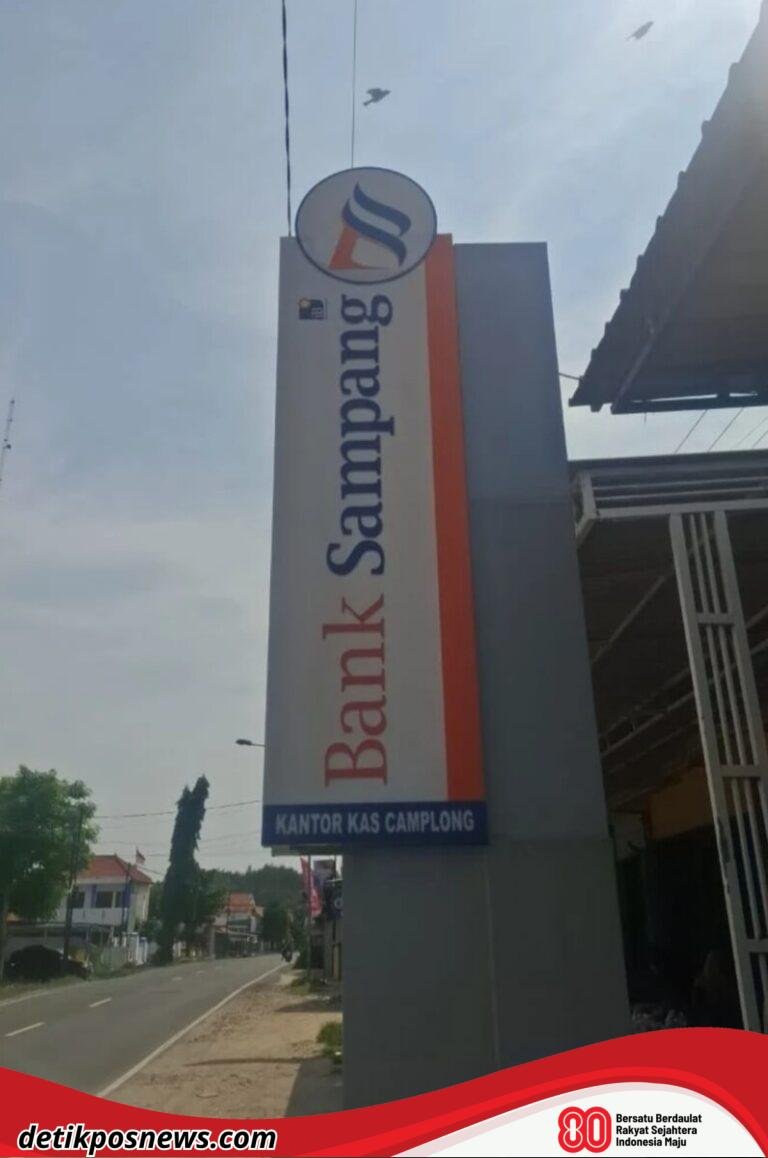 Bank Sampang
KANTOR KAS CAMPLONG
detikposnews.com
80
Bersatu Berdaulat
Rakyat Sejahtera
Indonesia Maju